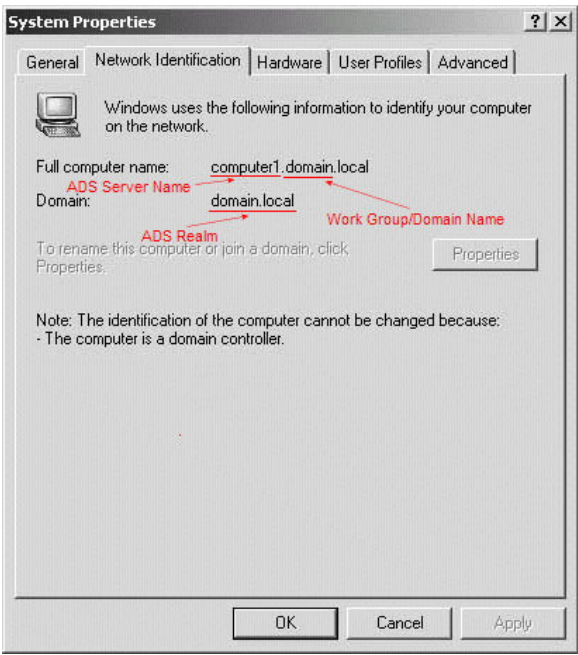 System Properties
? X
General Network Identification Hardware User Profiles Advanced
Windows uses the following information to identify your computer
on the network.
Full computer name: computer1.domain.local
ADS Server Name
Domain: domain.local
Work Group/Domain Name
ADS Realm
To rename this computer or join a domain, click
Properties.
Properties
Note: The identification of the computer cannot be changed because:
- The computer is a domain controller.
OK Cancel Apply